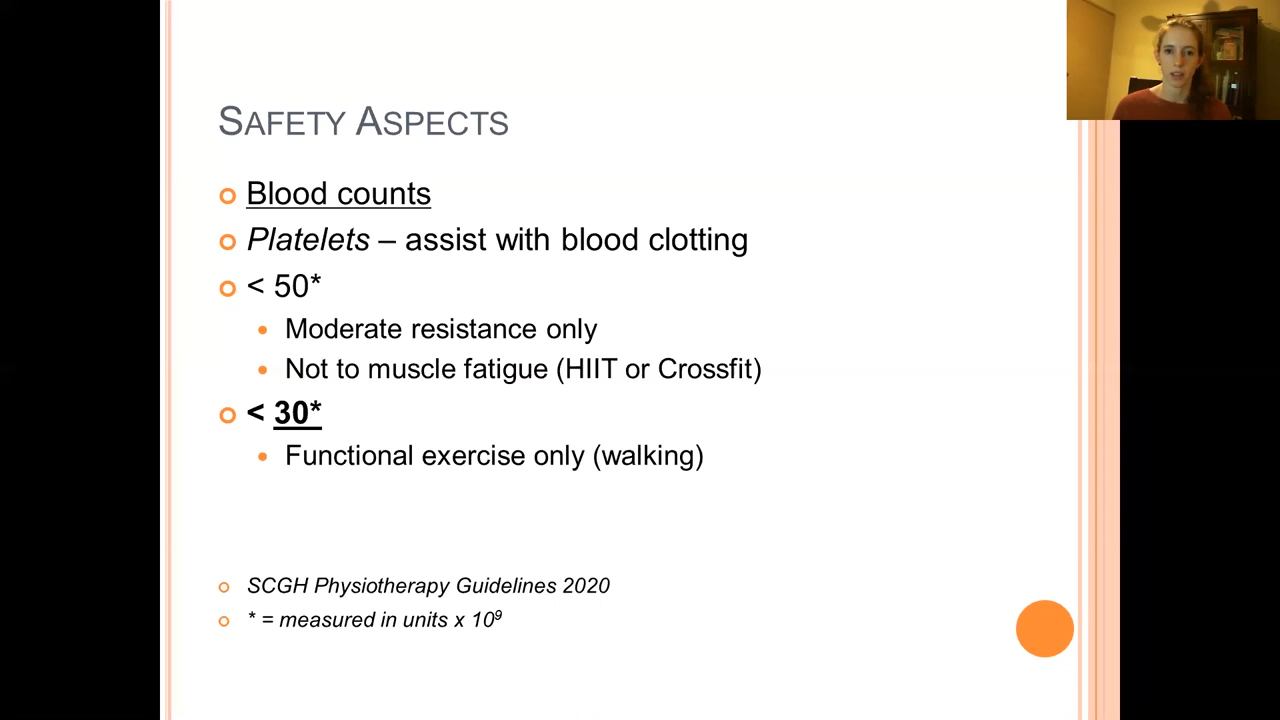 SAFETY ASPECTS
Blood counts
Platelets – assist with blood clotting
< 50*
Moderate resistance only
Not to muscle fatigue (HIIT or Crossfit)
< 30*
Functional exercise only (walking)
SCGH Physiotherapy Guidelines 2020
* = measured in units x 10⁹